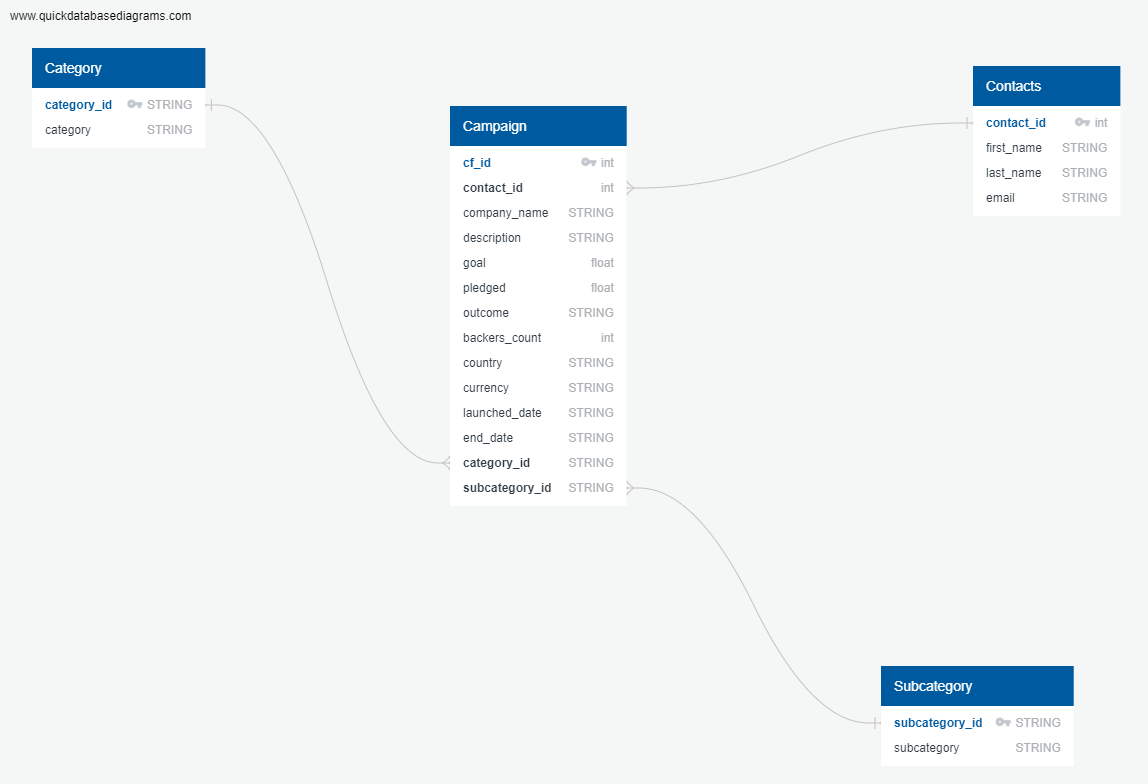 www.quickdatabasediagrams.com
Category
category_id STRING
category STRING
Campaign
cf_id int
contact_id int
company_name STRING
description STRING
goal float
pledged float
outcome STRING
backers_count int
country STRING
currency STRING
launched_date STRING
end_date STRING
category_id STRING
subcategory_id STRING
Contacts
contact_id int
first_name STRING
last_name STRING
email STRING
Subcategory
subcategory_id STRING
subcategory STRING